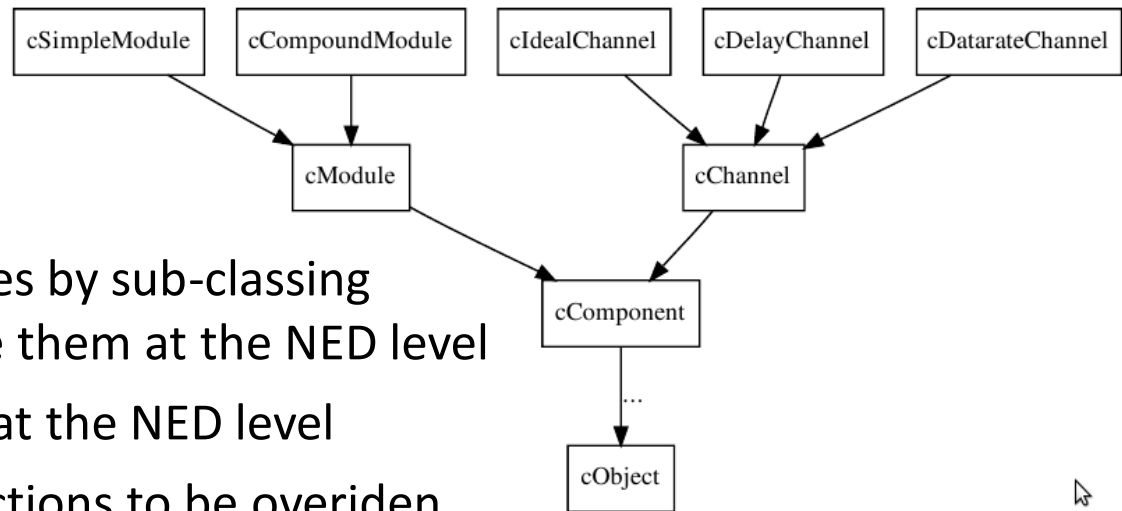 cSimpleModule cCompoundModule cIdealChannel cDelayChannel cDatarateChannel
cModule cChannel
es by sub-classing
cComponent
e them at the NED level
...
at the NED level
cObject
ctions to be overiden